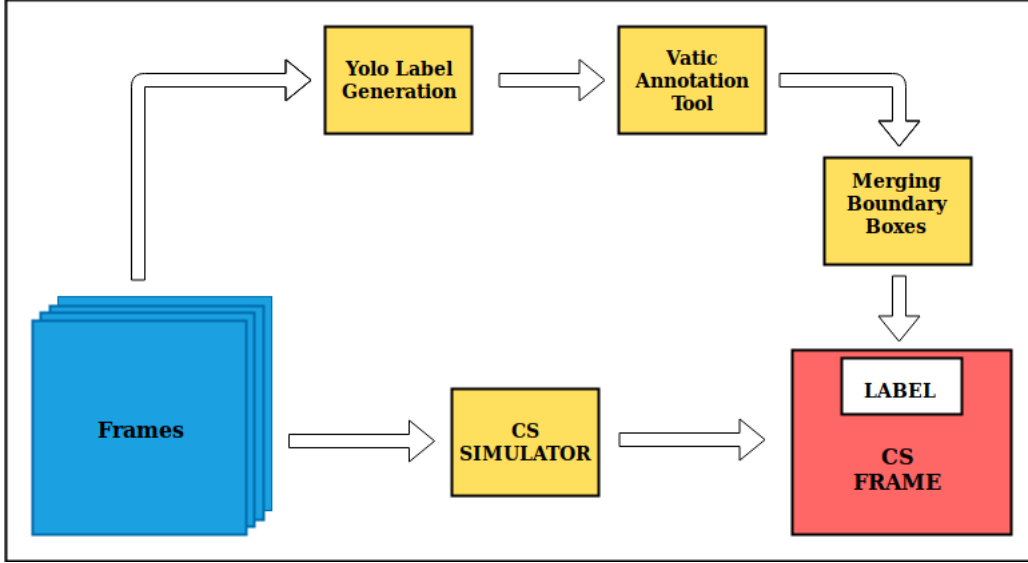 Yolo Label
Generation
Vatic
Annotation
Tool
Merging
Boundary
Boxes
Frames
CS
SIMULATOR
LABEL
CS
FRAME